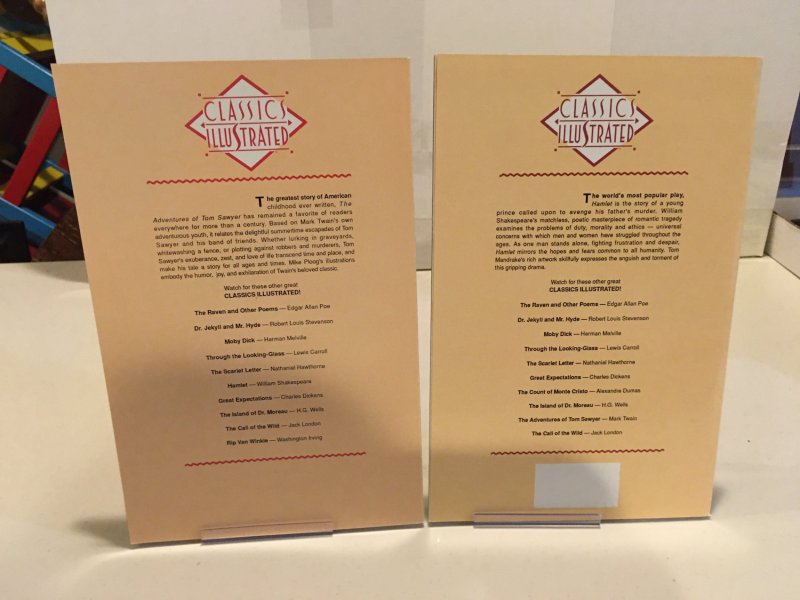 CLASSICS
ILLUSTRATED
The greatest story of American
childhood ever written, The
Adventures of Tom Sawyer has remained a favorite of readers
everywhere for more than a century. Based on Mark Twain's own
adventurous youth, it relates the delightful summertime escapades of Tom
Sawyer and his band of friends. Whether lurking in graveyards,
whitewashing a fence, or plotting against robbers and murderers, Tom
Sawyer's exuberance, zest, and love of life transcend time and place, and
make his tale a story for all ages and times. Mike Ploog's illustrations
embody the humor, joy, and exhilaration of Twain's beloved classic.
Watch for these other great
CLASSICS ILLUSTRATED!
The Raven and Other Poems — Edgar Allan Poe
Dr. Jekyll and Mr. Hyde — Robert Louis Stevenson
Moby Dick — Herman Melville
Through the Looking-Glass — Lewis Carroll
The Scarlet Letter — Nathaniel Hawthorne
Hamlet — William Shakespeare
Great Expectations — Charles Dickens
The Island of Dr. Moreau — H.G. Wells
The Call of the Wild — Jack London
Rip Van Winkle — Washington Irving
CLASSICS
ILLUSTRATED
The world's most popular play,
Hamlet is the story of a young
prince called upon to avenge his father's murder. William
Shakespeare's matchless, poetic masterpiece of romantic tragedy
examines the problems of duty, morality and ethics — universal
concerns with which men and women have struggled throughout the
ages. As one man stands alone, fighting frustration and despair,
Hamlet mirrors the hopes and fears common to all humanity. Tom
Mandrake's rich artwork skillfully expresses the anguish and torment of
this gripping drama.
Watch for these other great
CLASSICS ILLUSTRATED!
The Raven and Other Poems — Edgar Allan Poe
Dr. Jekyll and Mr. Hyde — Robert Louis Stevenson
Moby Dick — Herman Melville
Through the Looking-Glass — Lewis Carroll
The Scarlet Letter — Nathaniel Hawthorne
Great Expectations — Charles Dickens
The Count of Monte Cristo — Alexandre Dumas
The Island of Dr. Moreau — H.G. Wells
The Adventures of Tom Sawyer — Mark Twain
The Call of the Wild — Jack London